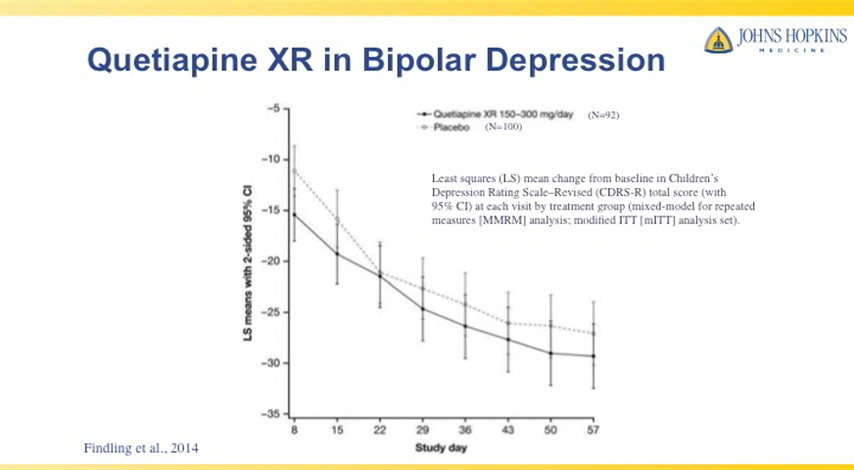 JOHNS HOPKINS
MEDICINE
Quetiapine XR in Bipolar Depression
Quetiapine XR 150–300 mg/day (N=92)
Placebo (N=100)
Least squares (LS) mean change from baseline in Children's
Depression Rating Scale–Revised (CDRS-R) total score (with
95% CI) at each visit by treatment group (mixed-model for repeated
measures [MMRM] analysis; modified ITT [mITT] analysis set).
LS means with 2-sided 95% CI
−5
−10
−15
−20
−25
−30
−35
8 15 22 29 36 43 50 57
Study day
Findling et al., 2014